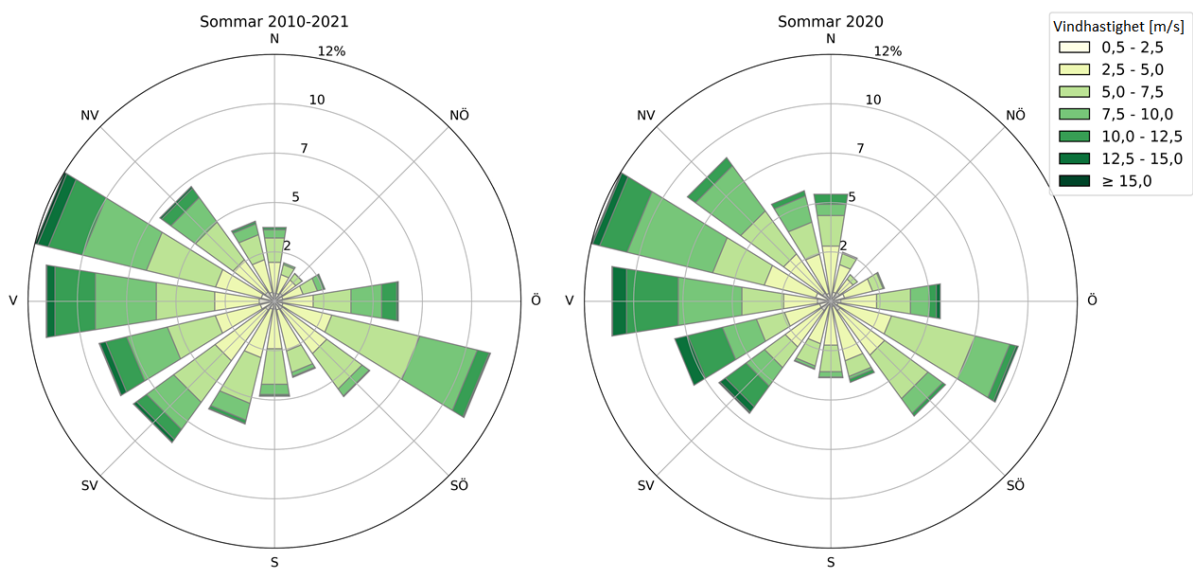 Sommar 2010-2021
N
12%
10
7
5
2
NV
NÖ
V
Ö
SV
SÖ
S
Sommar 2020
N
12%
10
7
5
2
NV
NÖ
V
Ö
SV
SÖ
S
Vindhastighet [m/s]
0,5 - 2,5
2,5 - 5,0
5,0 - 7,5
7,5 - 10,0
10,0 - 12,5
12,5 - 15,0
≥ 15,0